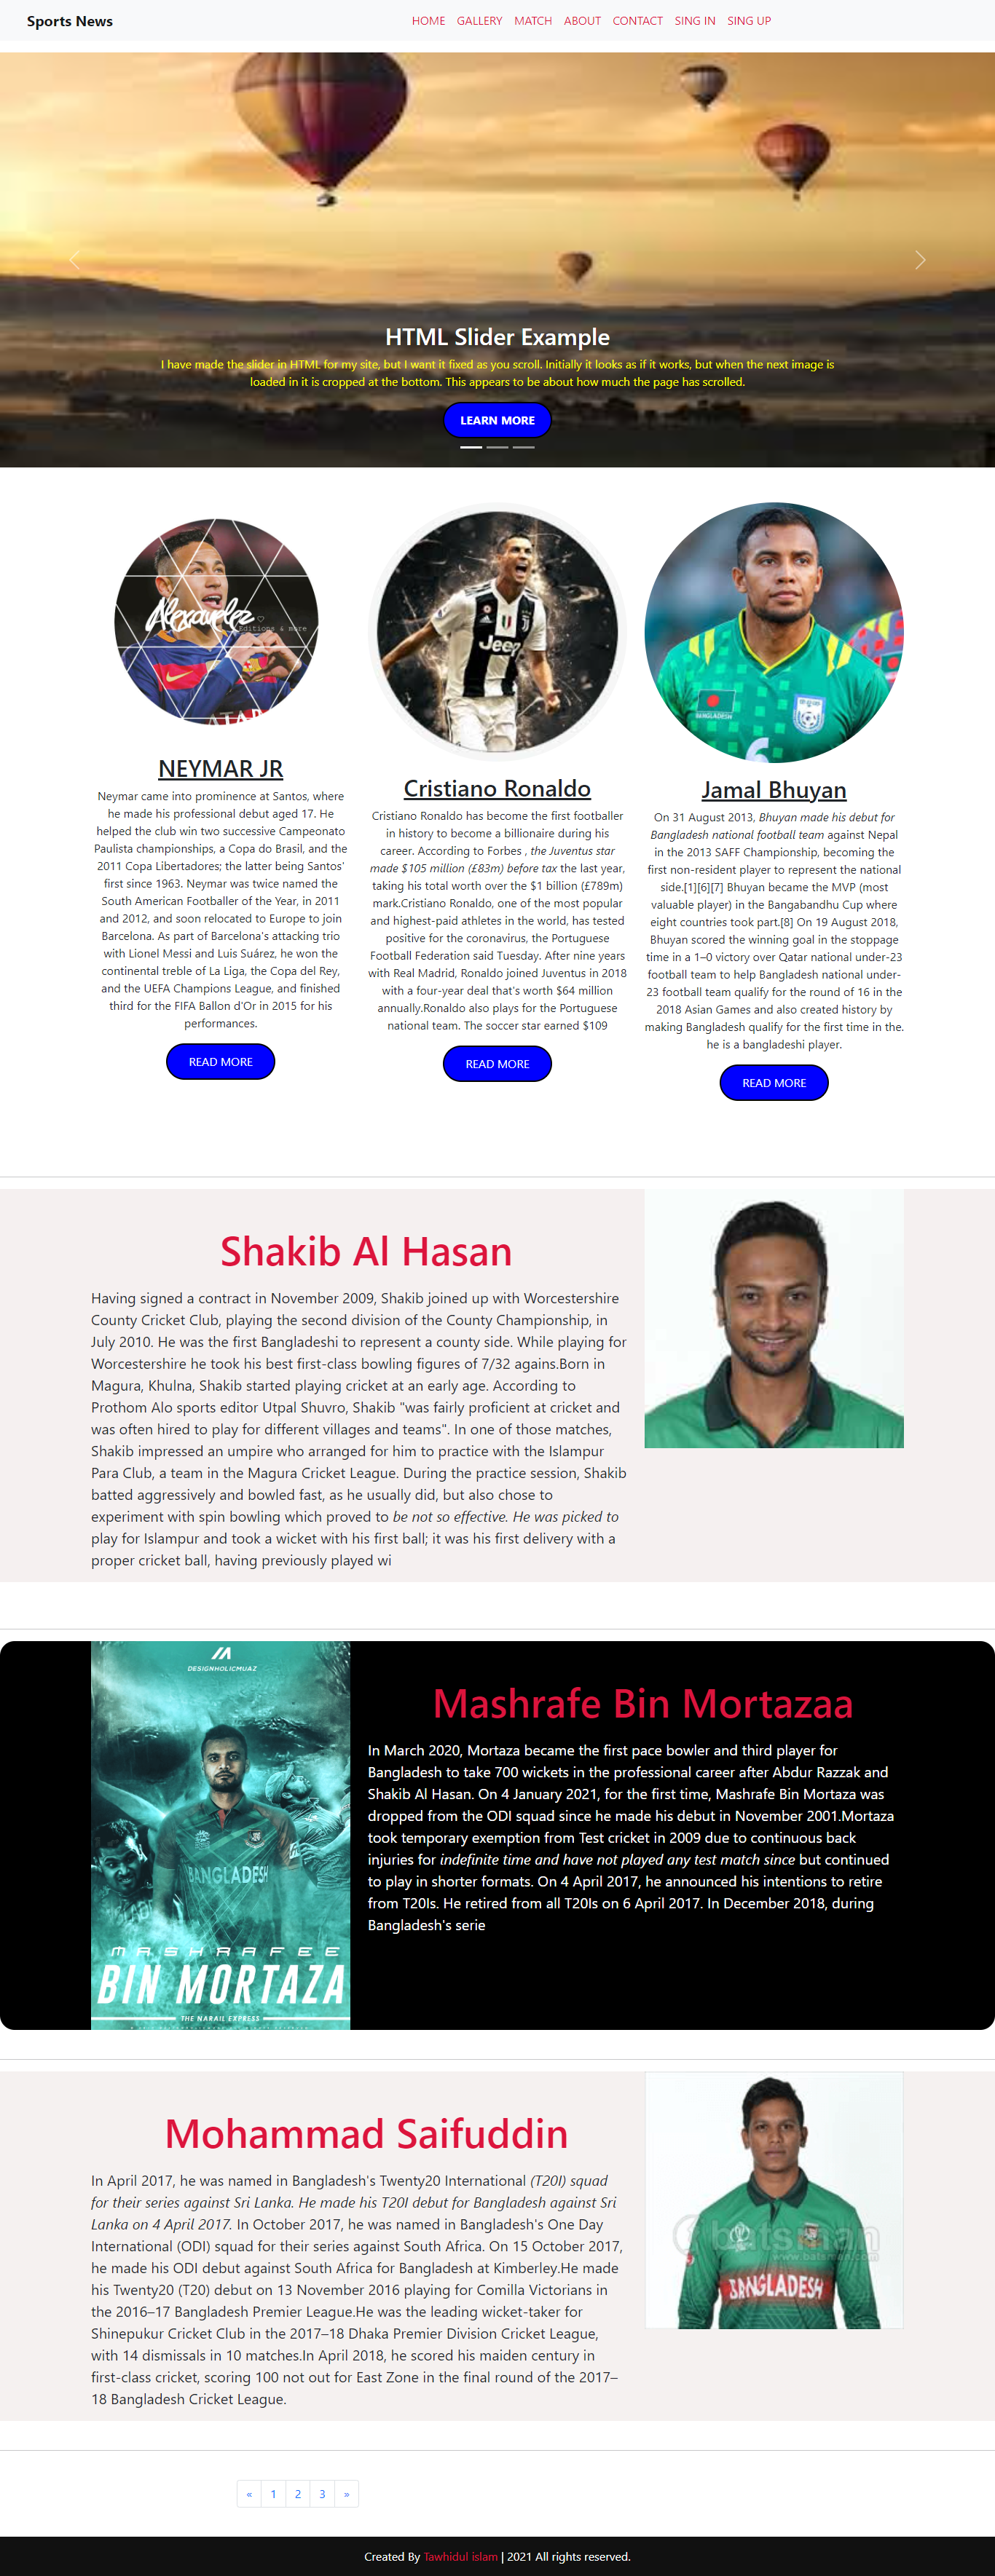 Sports News
HOME GALLERY MATCH ABOUT CONTACT SING IN SING UP
HTML Slider Example
I have made the slider in HTML for my site, but I want it fixed as you scroll. Initially it looks as if it works, but when the next image is
loaded in it is cropped at the bottom. This appears to be about how much the page has scrolled.
LEARN MORE
Alexavelez
Editions & more
NEYMAR JR
Neymar came into prominence at Santos, where
he made his professional debut aged 17. He
helped the club win two successive Campeonato
Paulista championships, a Copa do Brasil, and the
2011 Copa Libertadores; the latter being Santos'
first since 1963. Neymar was twice named the
South American Footballer of the Year, in 2011
and 2012, and soon relocated to Europe to join
Barcelona. As part of Barcelona's attacking trio
with Lionel Messi and Luis Suárez, he won the
continental treble of La Liga, the Copa del Rey,
and the UEFA Champions League, and finished
third for the FIFA Ballon d'Or in 2015 for his
performances.
READ MORE
Jeep
Cristiano Ronaldo
Cristiano Ronaldo has become the first footballer
in history to become a billionaire during his
career. According to Forbes , the Juventus star
made $105 million (£83m) before tax the last year,
taking his total worth over the $1 billion (£789m)
mark.Cristiano Ronaldo, one of the most popular
and highest-paid athletes in the world, has tested
positive for the coronavirus, the Portuguese
Football Federation said Tuesday. After nine years
with Real Madrid, Ronaldo joined Juventus in 2018
with a four-year deal that's worth $64 million
annually.Ronaldo also plays for the Portuguese
national team. The soccer star earned $109
READ MORE
BANGLADESH
6
Jamal Bhuyan
On 31 August 2013, Bhuyan made his debut for
Bangladesh national football team against Nepal
in the 2013 SAFF Championship, becoming the
first non-resident player to represent the national
side.[1][6][7] Bhuyan became the MVP (most
valuable player) in the Bangabandhu Cup where
eight countries took part.[8] On 19 August 2018,
Bhuyan scored the winning goal in the stoppage
time in a 1–0 victory over Qatar national under-23
football team to help Bangladesh national under-
23 football team qualify for the round of 16 in the
2018 Asian Games and also created history by
making Bangladesh qualify for the first time in the.
he is a bangladeshi player.
READ MORE
Shakib Al Hasan
Having signed a contract in November 2009, Shakib joined up with Worcestershire
County Cricket Club, playing the second division of the County Championship, in
July 2010. He was the first Bangladeshi to represent a county side. While playing for
Worcestershire he took his best first-class bowling figures of 7/32 agains.Born in
Magura, Khulna, Shakib started playing cricket at an early age. According to
Prothom Alo sports editor Utpal Shuvro, Shakib "was fairly proficient at cricket and
was often hired to play for different villages and teams". In one of those matches,
Shakib impressed an umpire who arranged for him to practice with the Islampur
Para Club, a team in the Magura Cricket League. During the practice session, Shakib
batted aggressively and bowled fast, as he usually did, but also chose to
experiment with spin bowling which proved to be not so effective. He was picked to
play for Islampur and took a wicket with his first ball; it was his first delivery with a
proper cricket ball, having previously played wi
DESIGNHOLICMUAZ
BANGLADESH
MASHRAFEE
BIN MORTAZA
THE NARAIL EXPRESS
Mashrafe Bin Mortazaa
In March 2020, Mortaza became the first pace bowler and third player for
Bangladesh to take 700 wickets in the professional career after Abdur Razzak and
Shakib Al Hasan. On 4 January 2021, for the first time, Mashrafe Bin Mortaza was
dropped from the ODI squad since he made his debut in November 2001.Mortaza
took temporary exemption from Test cricket in 2009 due to continuous back
injuries for indefinite time and have not played any test match since but continued
to play in shorter formats. On 4 April 2017, he announced his intentions to retire
from T20Is. He retired from all T20Is on 6 April 2017. In December 2018, during
Bangladesh's serie
Mohammad Saifuddin
In April 2017, he was named in Bangladesh's Twenty20 International (T20I) squad
for their series against Sri Lanka. He made his T20I debut for Bangladesh against Sri
Lanka on 4 April 2017. In October 2017, he was named in Bangladesh's One Day
International (ODI) squad for their series against South Africa. On 15 October 2017,
he made his ODI debut against South Africa for Bangladesh at Kimberley.He made
his Twenty20 (T20) debut on 13 November 2016 playing for Comilla Victorians in
the 2016–17 Bangladesh Premier League.He was the leading wicket-taker for
Shinepukur Cricket Club in the 2017–18 Dhaka Premier Division Cricket League,
with 14 dismissals in 10 matches.In April 2018, he scored his maiden century in
first-class cricket, scoring 100 not out for East Zone in the final round of the 2017–
18 Bangladesh Cricket League.
batsman
www.batsman.com
BANGLADESH
« 1 2 3 »
Created By Tawhidul islam | 2021 All rights reserved.